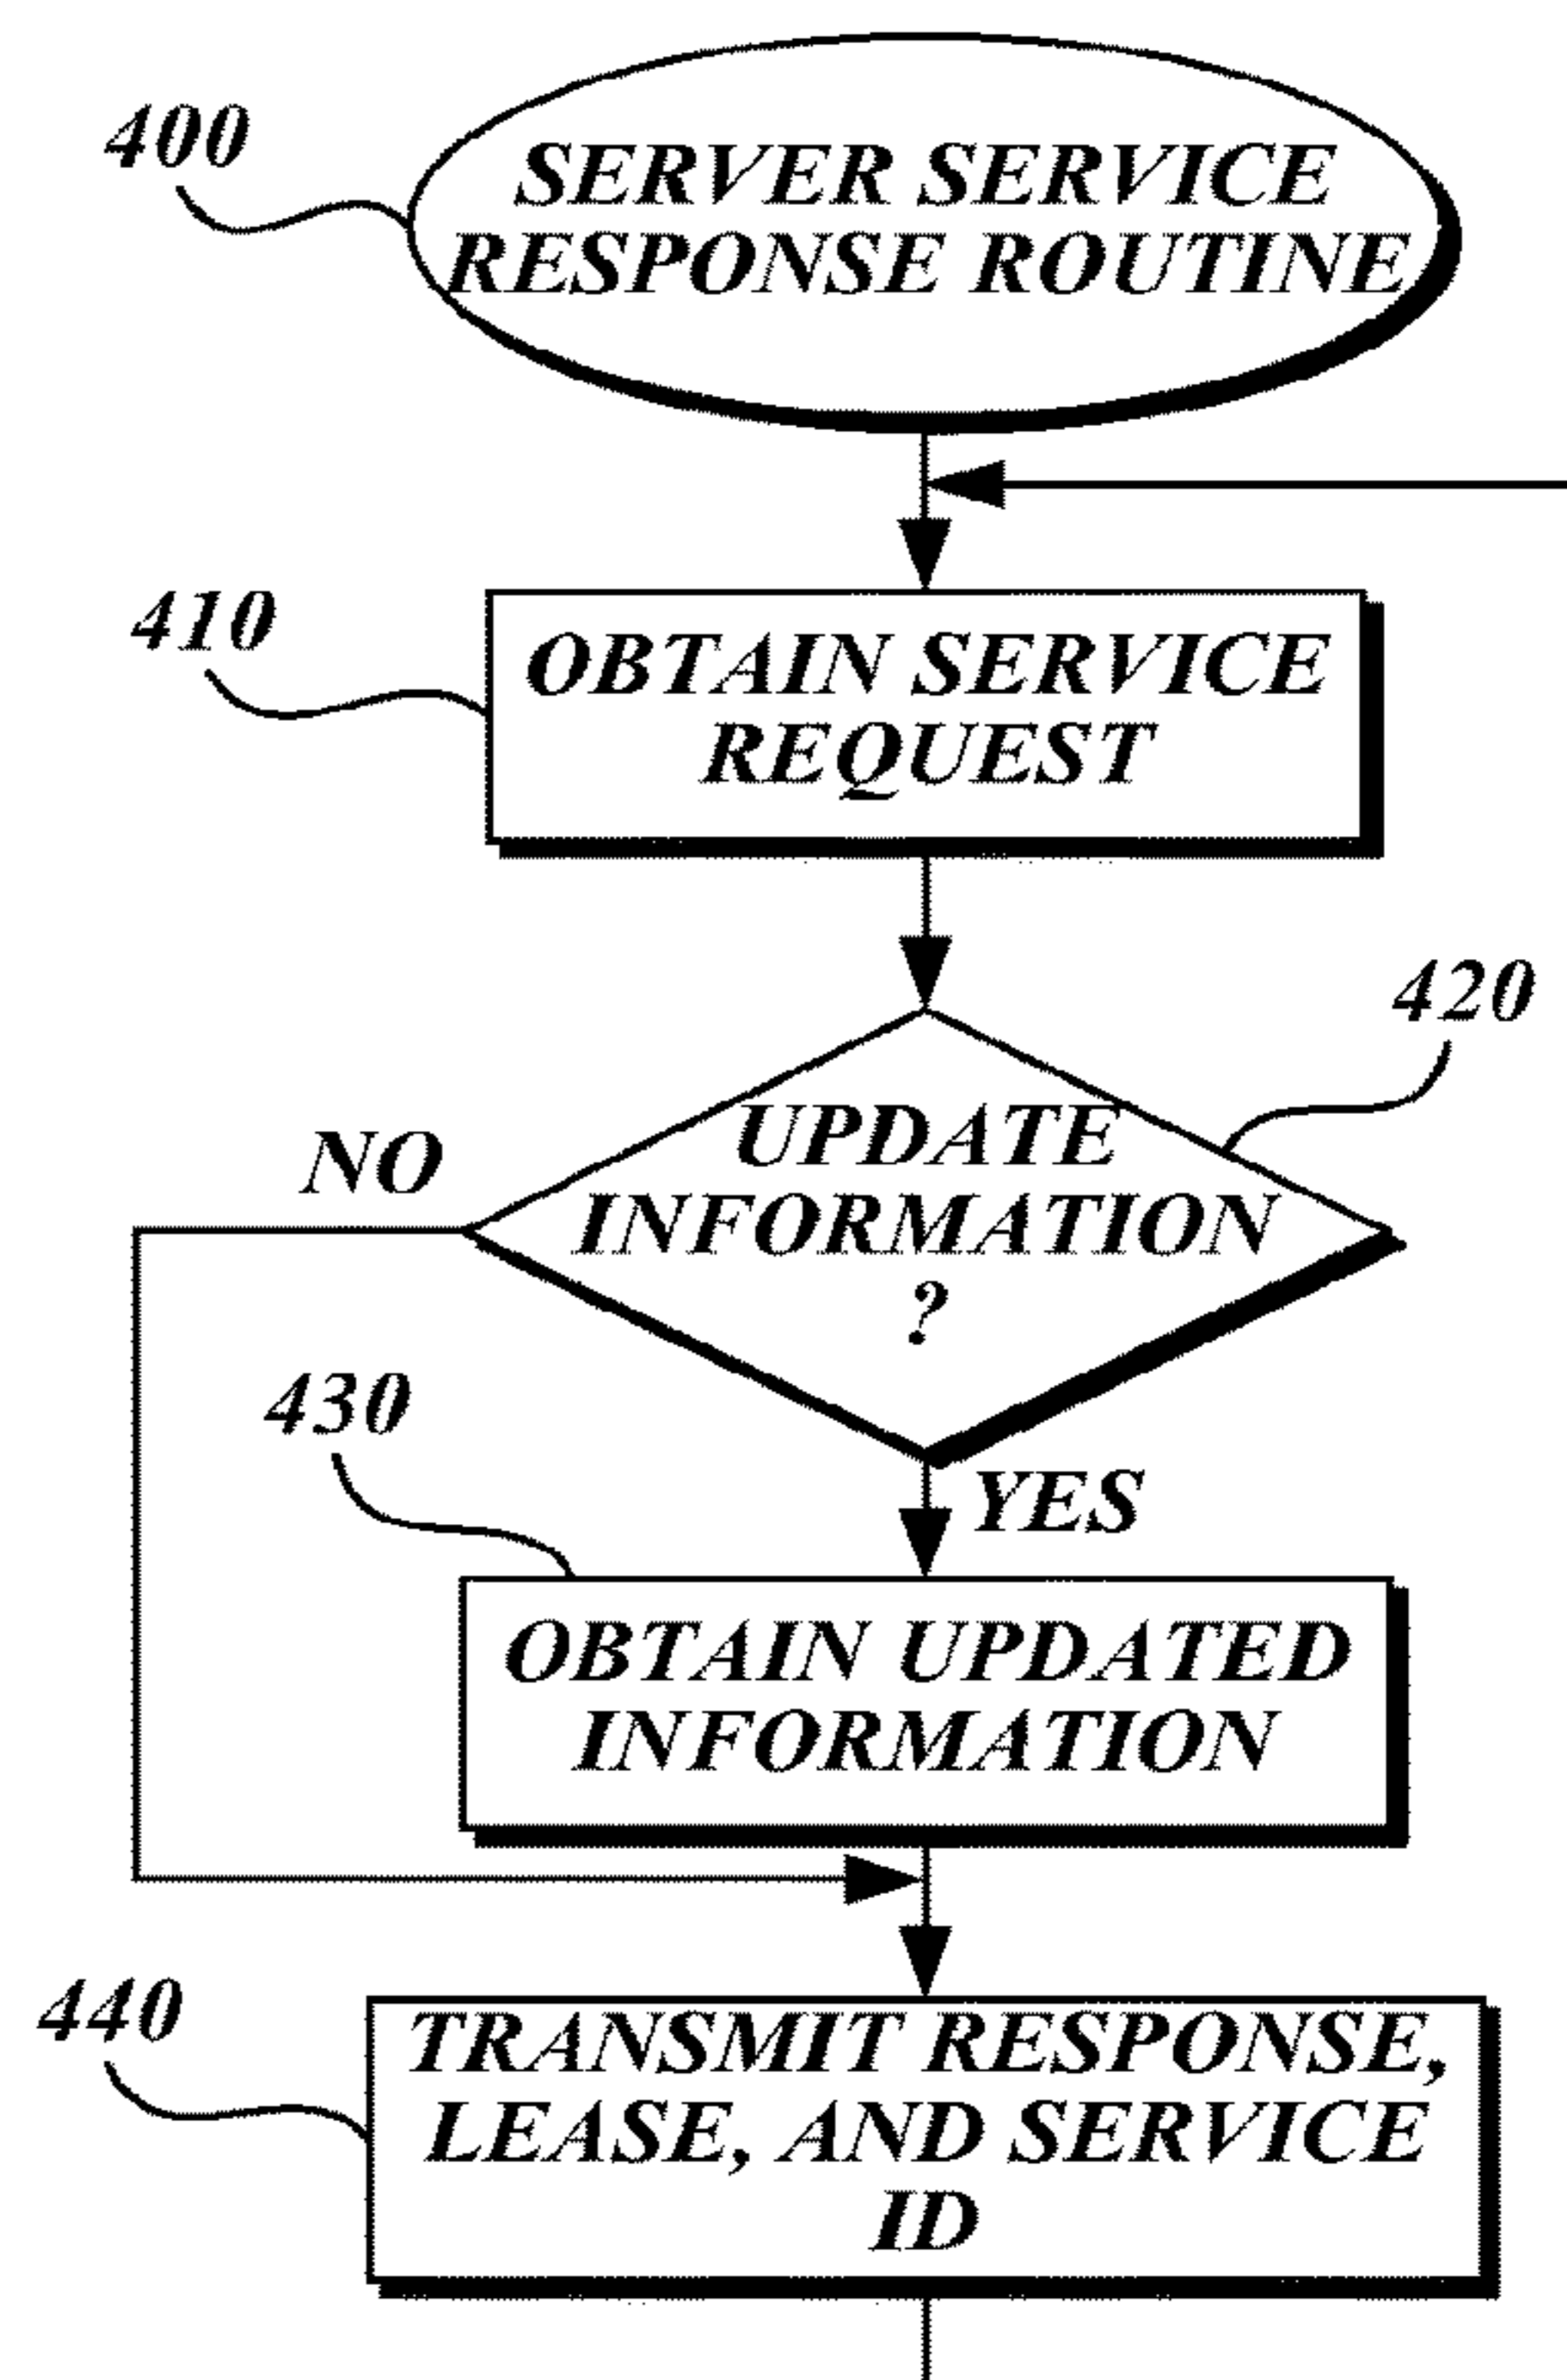 400
SERVER SERVICE
RESPONSE ROUTINE
410
OBTAIN SERVICE
REQUEST
420
UPDATE
INFORMATION
?
NO
430
YES
OBTAIN UPDATED
INFORMATION
440
TRANSMIT RESPONSE,
LEASE, AND SERVICE
ID